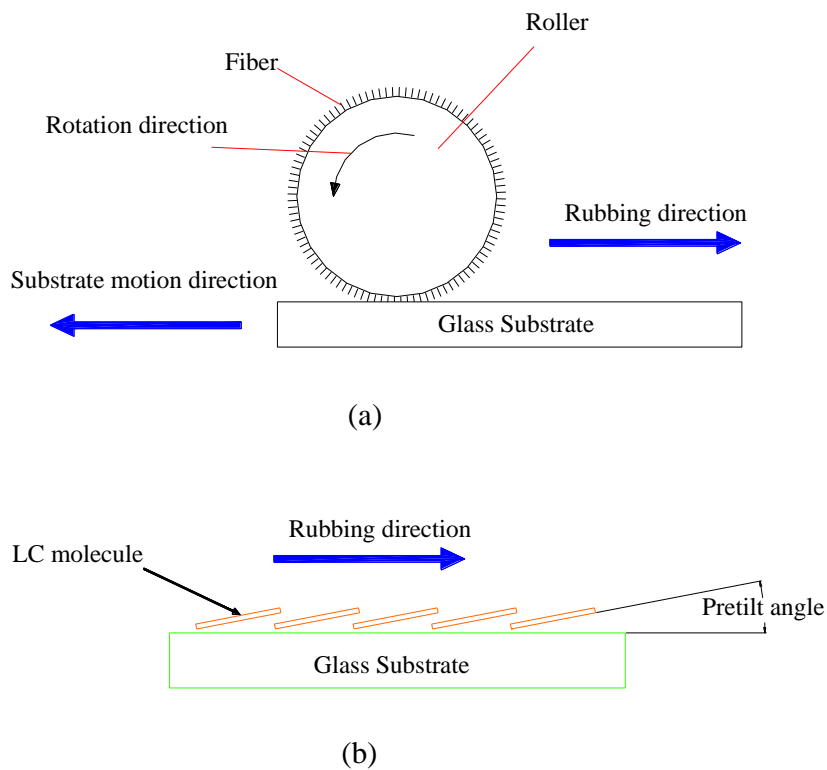 Roller
Fiber
Rotation direction
Rubbing direction
Substrate motion direction
Glass Substrate
(a)
Rubbing direction
LC molecule
Pretilt angle
Glass Substrate
(b)